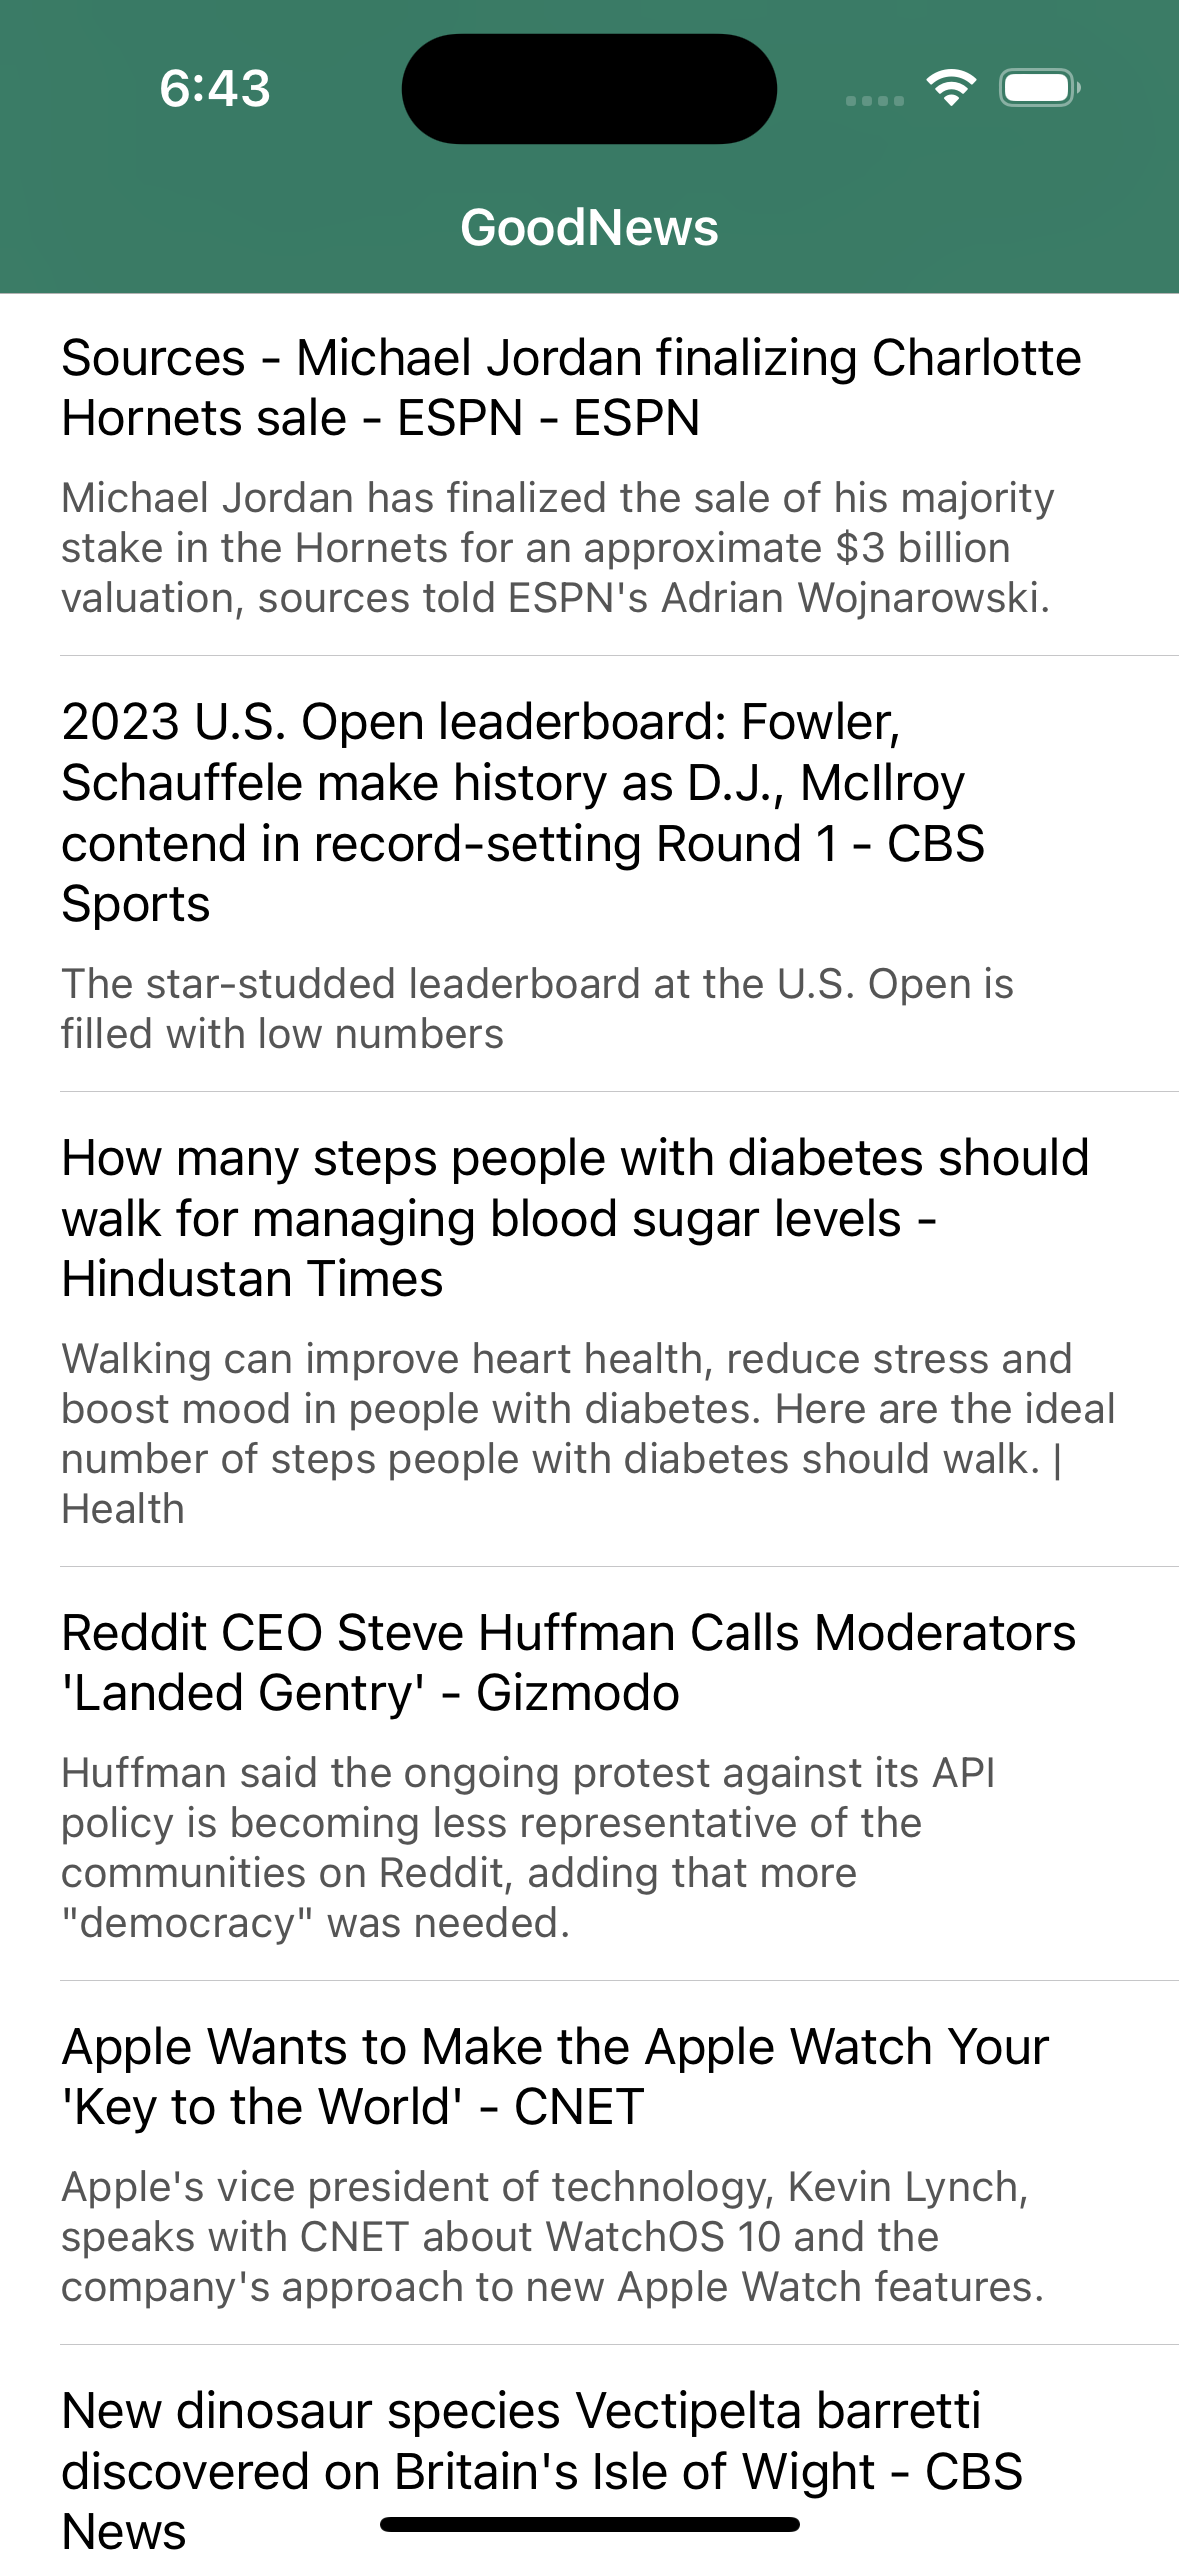 6:43
GoodNews
Sources - Michael Jordan finalizing Charlotte
Hornets sale - ESPN - ESPN
Michael Jordan has finalized the sale of his majority
stake in the Hornets for an approximate $3 billion
valuation, sources told ESPN's Adrian Wojnarowski.
2023 U.S. Open leaderboard: Fowler,
Schauffele make history as D.J., McIlroy
contend in record-setting Round 1 - CBS
Sports
The star-studded leaderboard at the U.S. Open is
filled with low numbers
How many steps people with diabetes should
walk for managing blood sugar levels -
Hindustan Times
Walking can improve heart health, reduce stress and
boost mood in people with diabetes. Here are the ideal
number of steps people with diabetes should walk. |
Health
Reddit CEO Steve Huffman Calls Moderators
'Landed Gentry' - Gizmodo
Huffman said the ongoing protest against its API
policy is becoming less representative of the
communities on Reddit, adding that more
"democracy" was needed.
Apple Wants to Make the Apple Watch Your
'Key to the World' - CNET
Apple's vice president of technology, Kevin Lynch,
speaks with CNET about WatchOS 10 and the
company's approach to new Apple Watch features.
New dinosaur species Vectipelta barretti
discovered on Britain's Isle of Wight - CBS
News